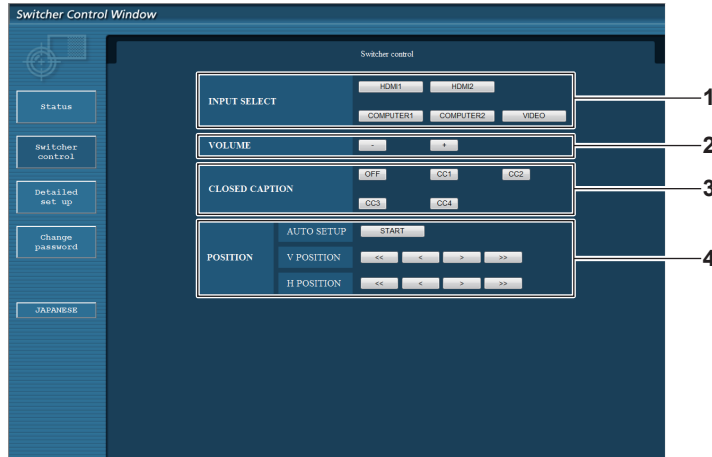 Switcher Control Window
Switcher control
Status
Switcher
control
Detailed
set up
Change
password
JAPANESE
INPUT SELECT
HDMI1 HDMI2
COMPUTER1 COMPUTER2 VIDEO
1
VOLUME - +
2
CLOSED CAPTION
OFF CC1 CC2
CC3 CC4
3
POSITION
AUTO SETUP START
V POSITION << < > >>
H POSITION << < > >>
4